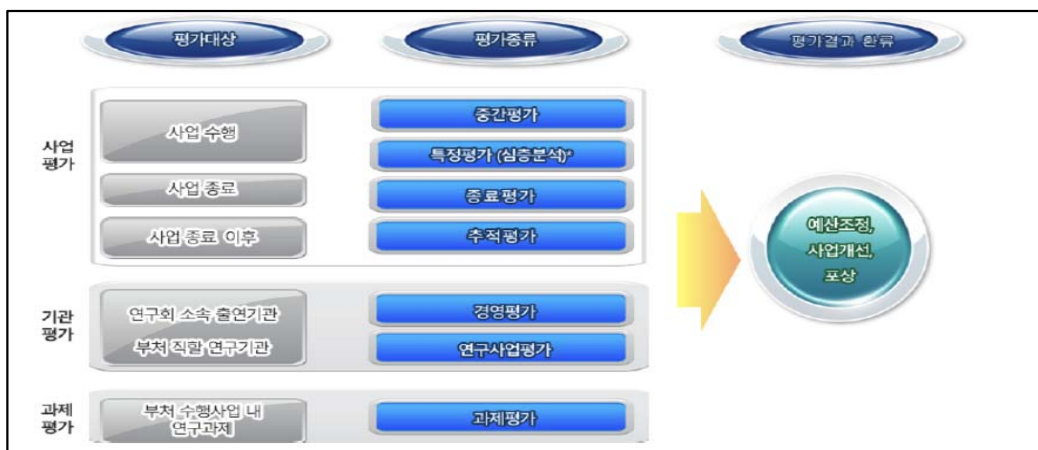 평가대상
평가종류
평가결과 환류
사업
평가
사업 수행
중간평가
특정평가 (심층분석)*
사업 종료
종료평가
사업 종료 이후
추적평가
예산조정,
사업개선,
포상
기관
평가
연구회 소속 출연기관
부처 직할 연구기관
경영평가
연구사업평가
과제
평가
부처 수행사업 내
연구과제
과제평가